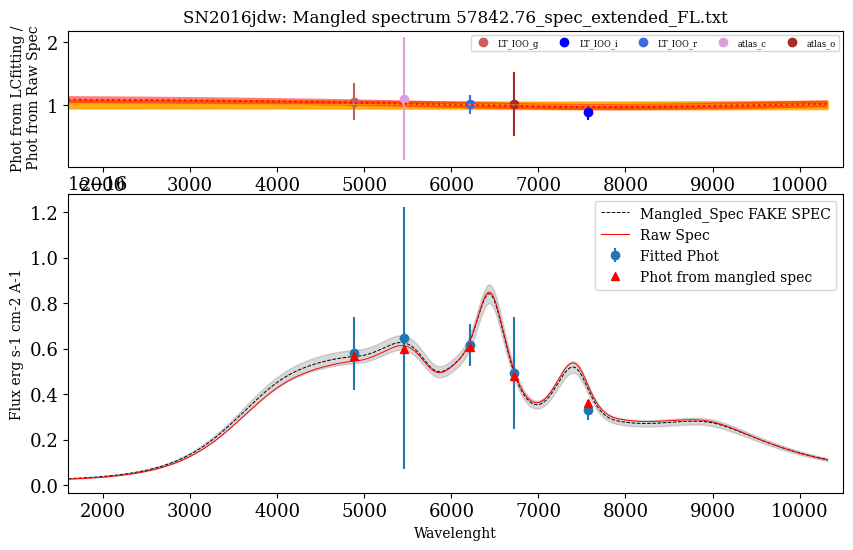 SN2016jdw: Mangled spectrum 57842.76_spec_extended_FL.txt
Phot from LCfitting /
Phot from Raw Spec
2
1
LT_IOO_g
LT_IOO_i
LT_IOO_r
atlas_c
atlas_o
2000 3000 4000 5000 6000 7000 8000 9000 10000
1e−16
Flux erg s-1 cm-2 A-1
1.2
1.0
0.8
0.6
0.4
0.2
0.0
Mangled_Spec FAKE SPEC
Raw Spec
Fitted Phot
Phot from mangled spec
2000 3000 4000 5000 6000 7000 8000 9000 10000
Wavelenght